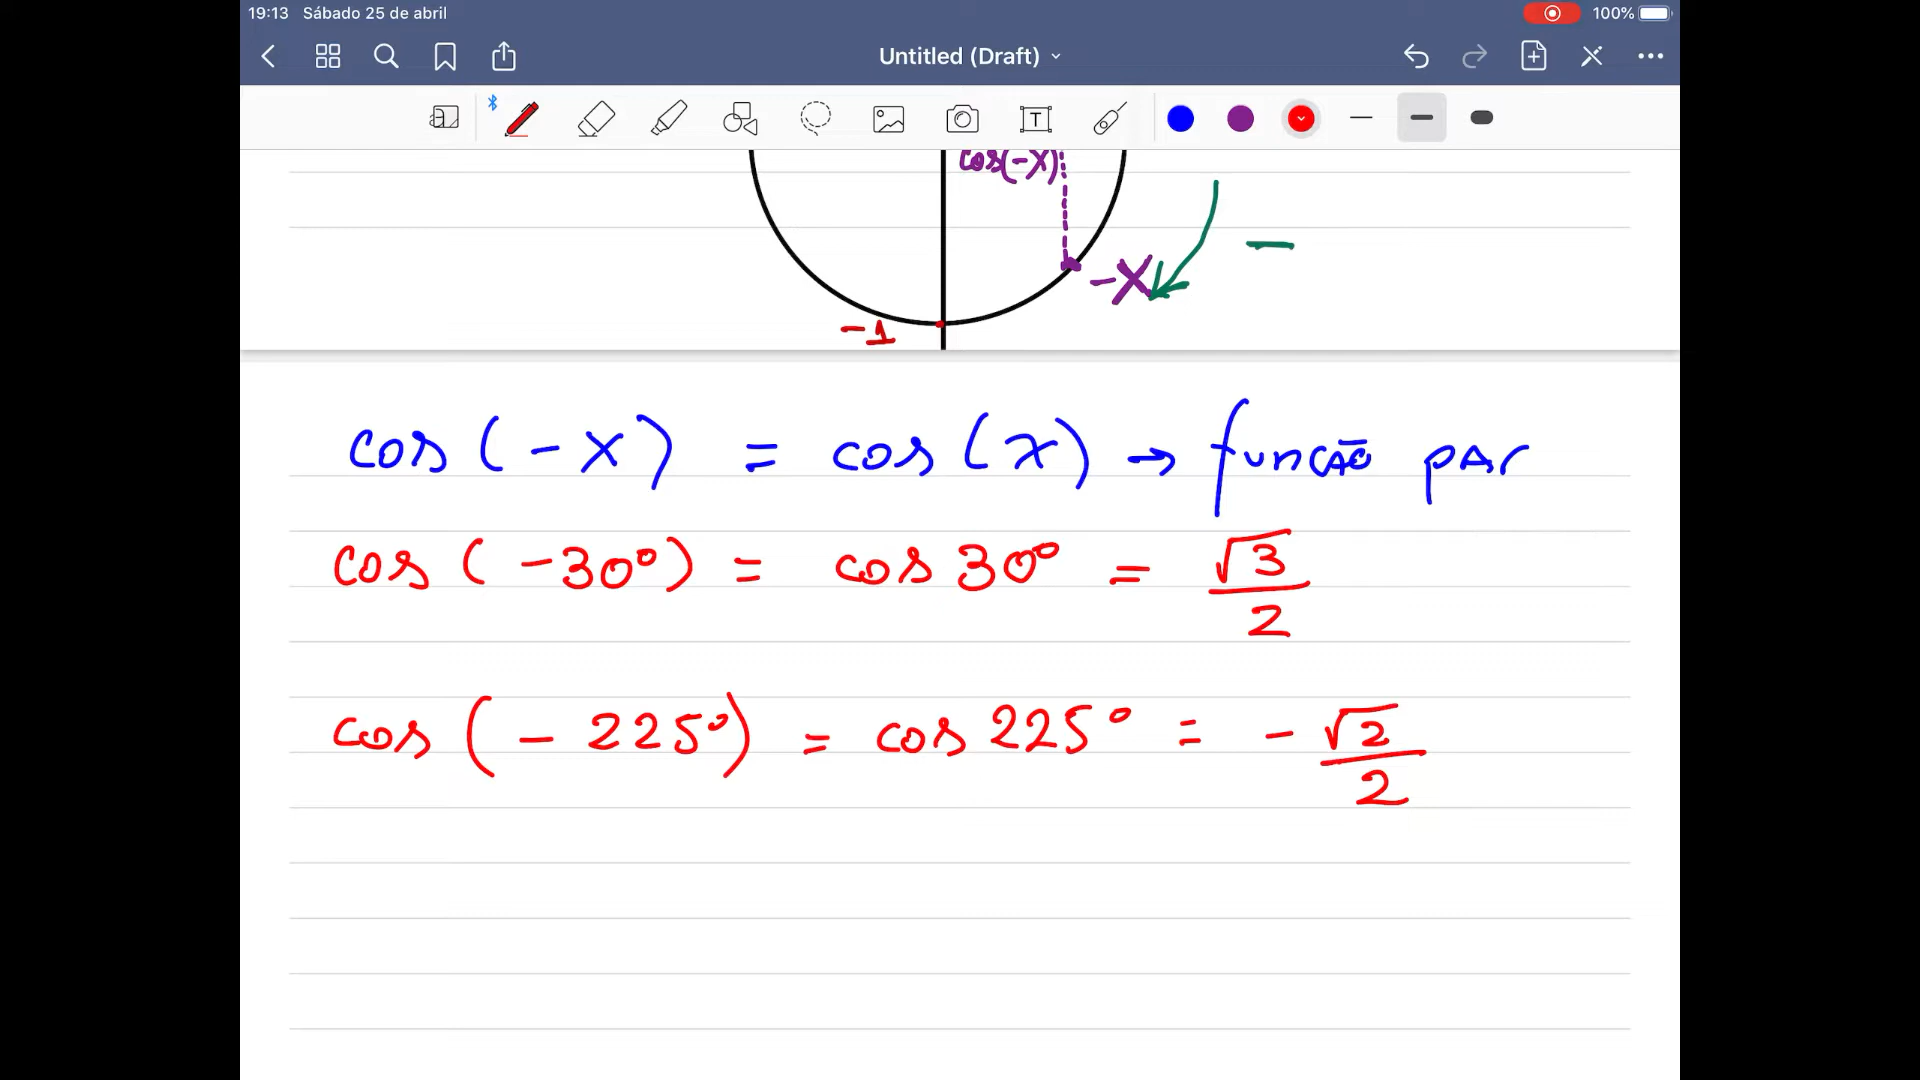 19:13 Sábado 25 de abril 100%
Untitled (Draft)
cos(-x)
-x
-
-1
cos(-x) = cos(x) → função par
cos(-30°) = cos 30° = √3/2
cos(-225°) = cos 225° = -√2/2